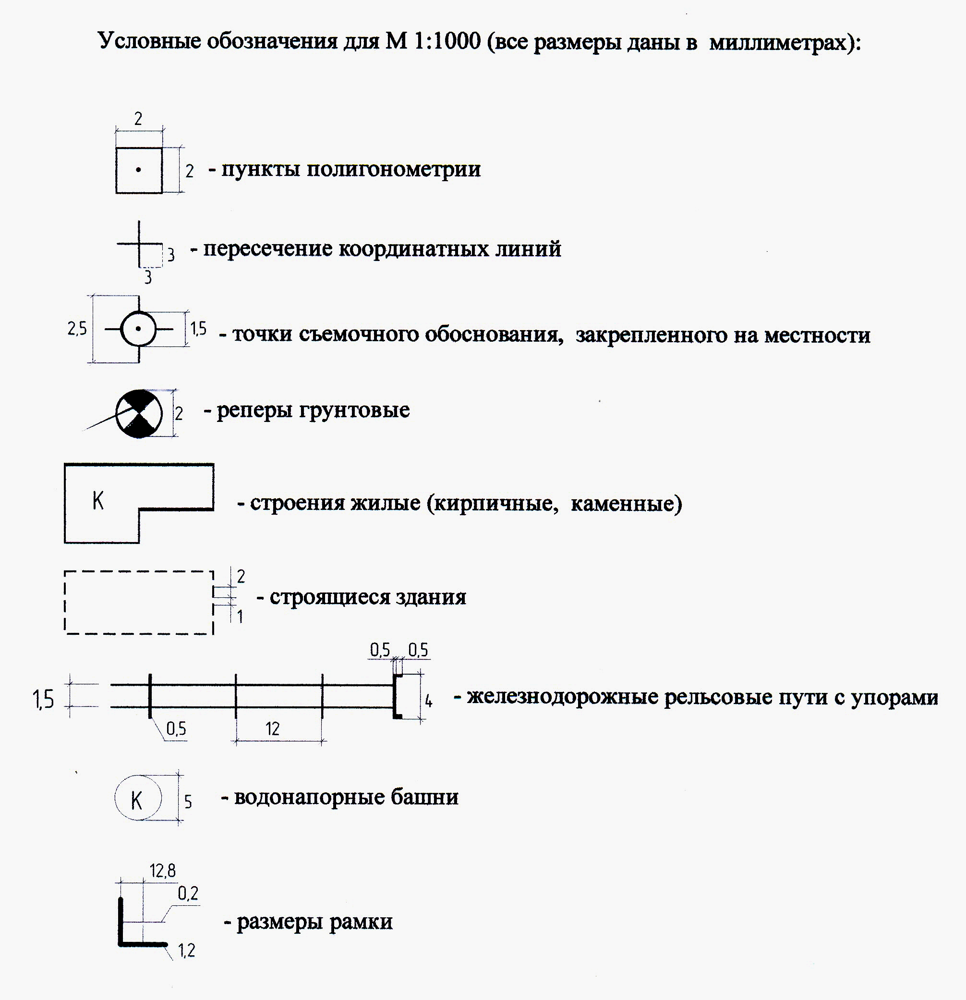 Условные обозначения для М 1:1000 (все размеры даны в миллиметрах):
2
2 - пункты полигонометрии
3 - пересечение координатных линий
3
2,5 1,5 - точки съемочного обоснования, закрепленного на местности
2 - реперы грунтовые
К - строения жилые (кирпичные, каменные)
2
- строящиеся здания
1
0,5 0,5
1,5 4 - железнодорожные рельсовые пути с упорами
0,5 12
К 5 - водонапорные башни
12,8
0,2
- размеры рамки
1,2